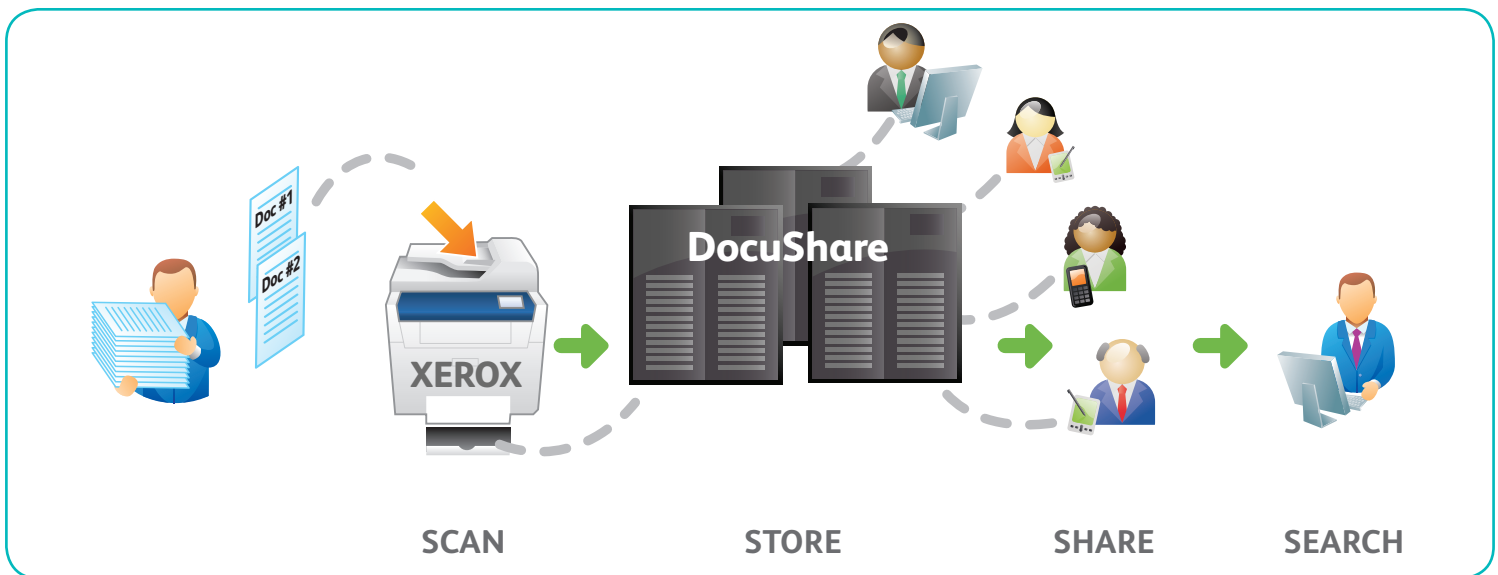 Doc #1
Doc #2
XEROX
DocuShare
SCAN
STORE
SHARE
SEARCH